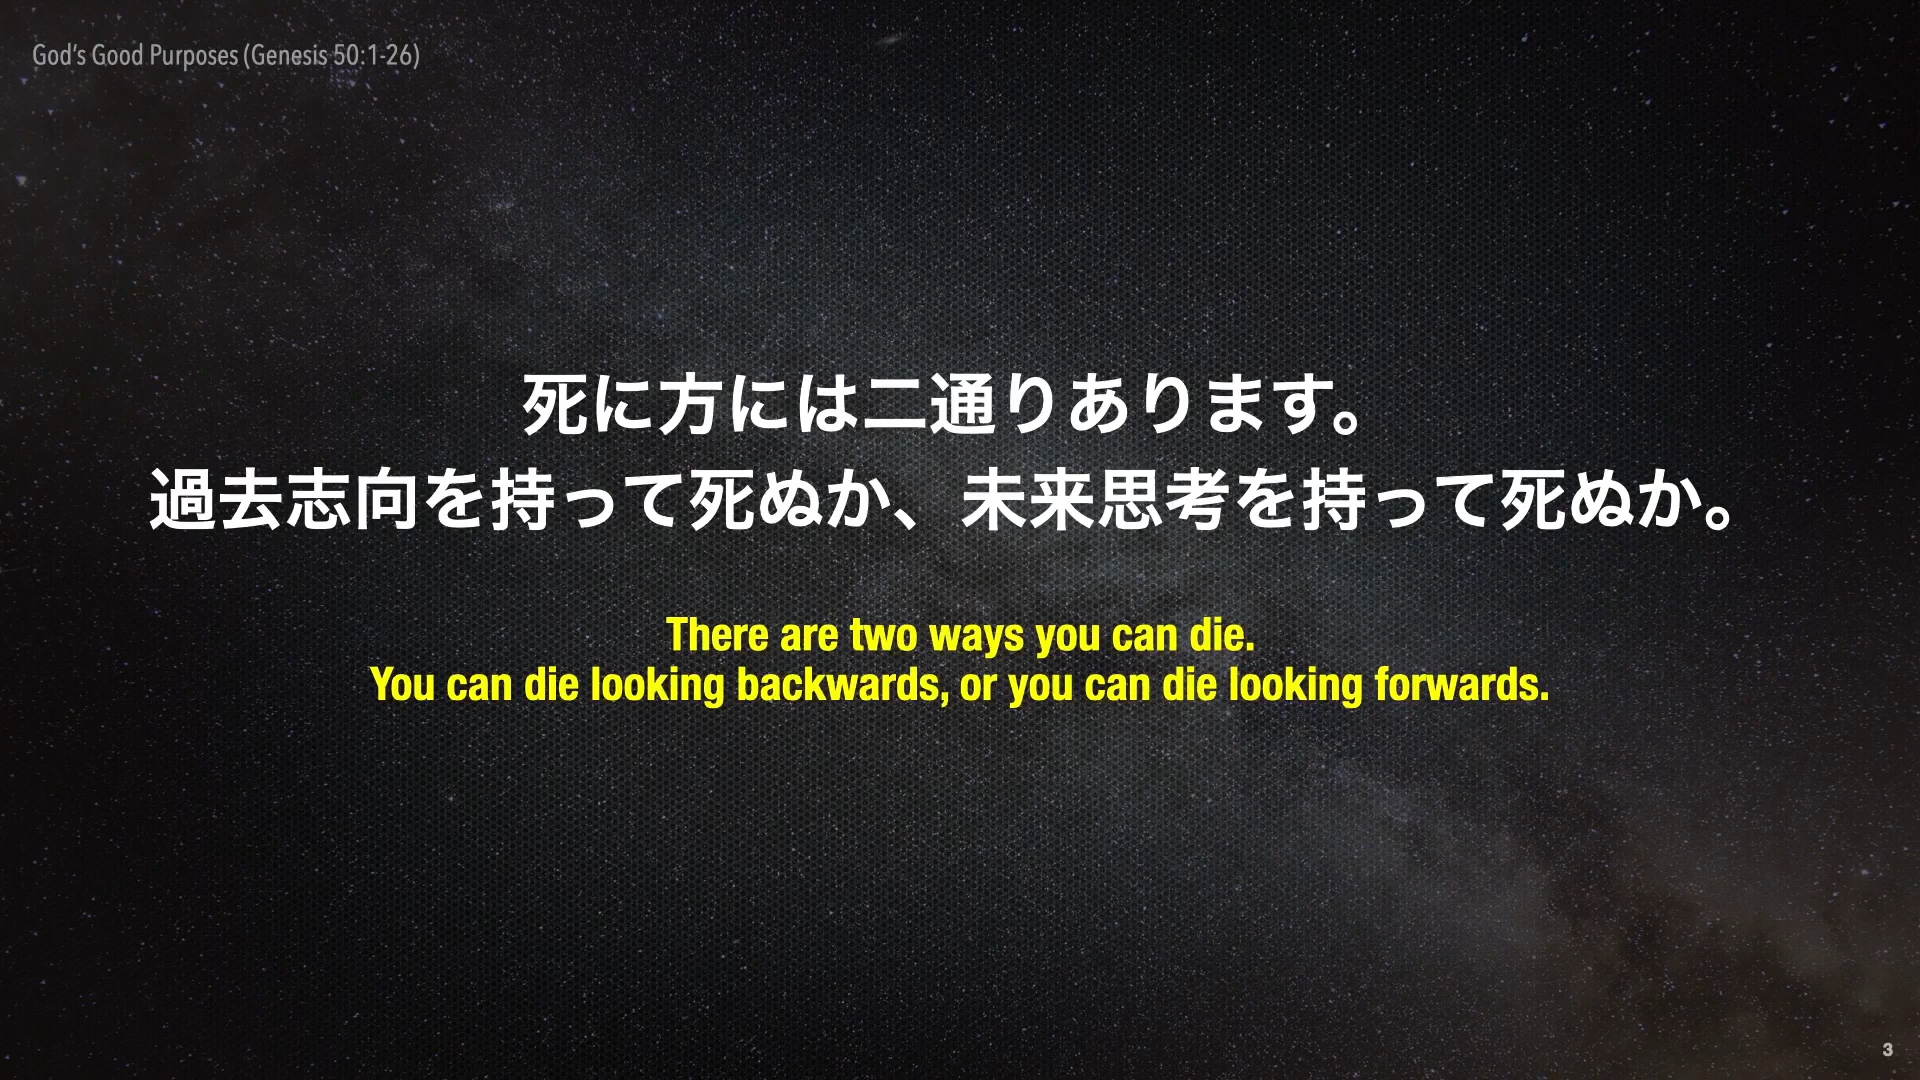 God's Good Purposes (Genesis 50:1-26)
死に方には二通りあります。
過去志向を持って死ぬか、未来思考を持って死ぬか。
There are two ways you can die.
You can die looking backwards, or you can die looking forwards.
3